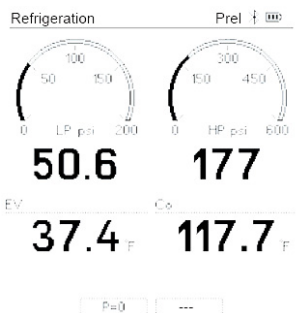 Refrigeration Prel
100 300
50 150 150 450
0 LP psi 200 0 HP psi 600
50.6 177
EV Co
37.4 F 117.7 F
P=0 ---